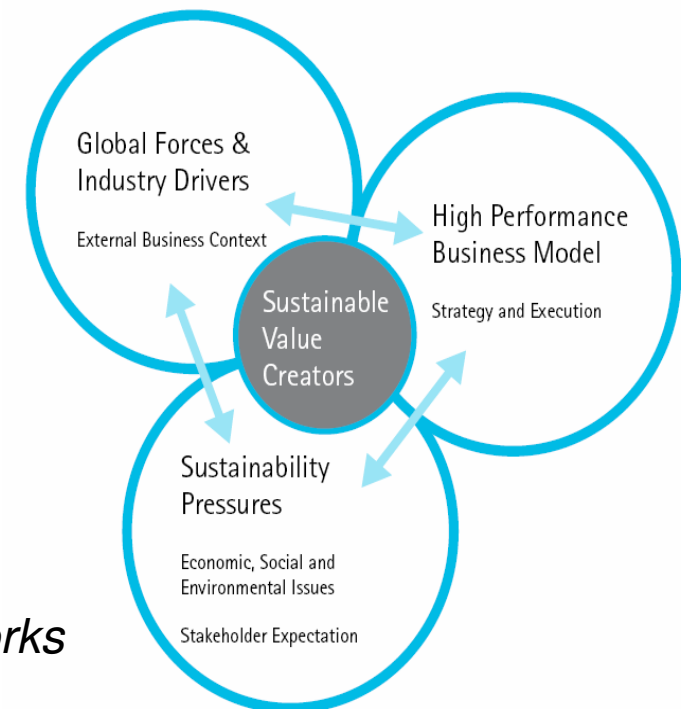 Global Forces &
Industry Drivers
External Business Context
High Performance
Business Model
Strategy and Execution
Sustainable
Value
Creators
Sustainability
Pressures
Economic, Social and
Environmental Issues
Stakeholder Expectation